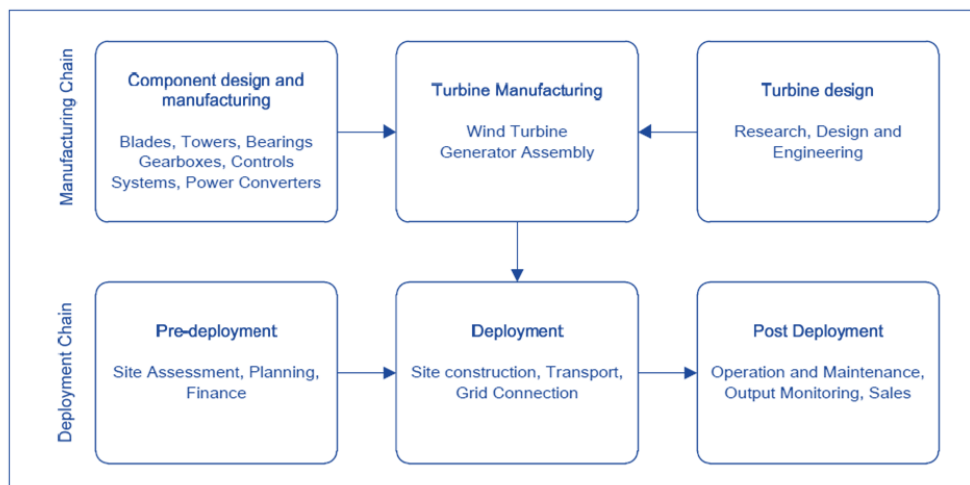 Manufacturing Chain
Component design and
manufacturing
Blades, Towers, Bearings
Gearboxes, Controls
Systems, Power Converters
Turbine Manufacturing
Wind Turbine
Generator Assembly
Turbine design
Research, Design and
Engineering
Deployment Chain
Pre-deployment
Site Assessment, Planning,
Finance
Deployment
Site construction, Transport,
Grid Connection
Post Deployment
Operation and Maintenance,
Output Monitoring, Sales